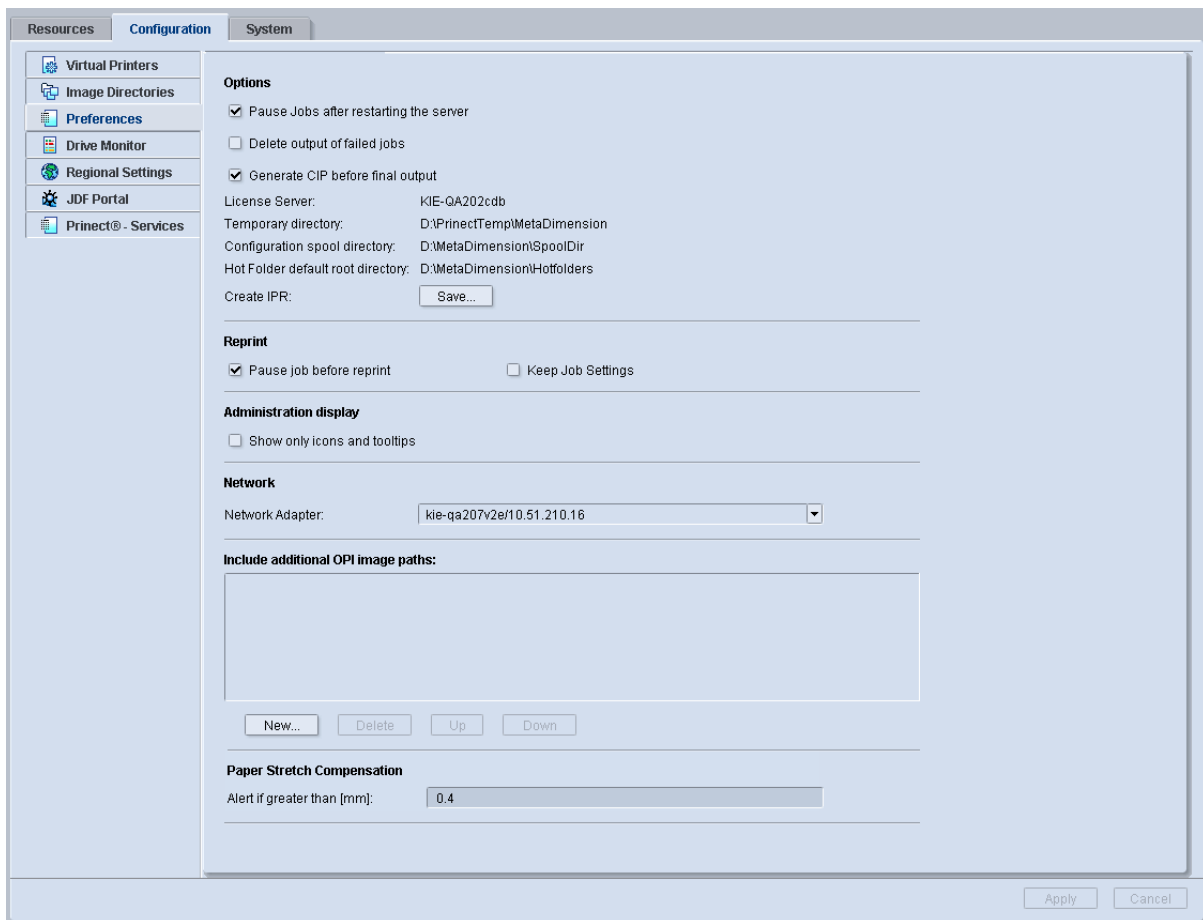 Resources Configuration System
Virtual Printers
Image Directories
Preferences
Drive Monitor
Regional Settings
JDF Portal
Prinect® - Services
Options
Pause Jobs after restarting the server
Delete output of failed jobs
Generate CIP before final output
License Server: KIE-QA202cdb
Temporary directory: D:\PrinectTemp\MetaDimension
Configuration spool directory: D:\MetaDimension\SpoolDir
Hot Folder default root directory: D:\MetaDimension\Hotfolders
Create IPR: Save...
Reprint
Pause job before reprint Keep Job Settings
Administration display
Show only icons and tooltips
Network
Network Adapter: kie-qa207v2e/10.51.210.16
Include additional OPI image paths:
New... Delete Up Down
Paper Stretch Compensation
Alert if greater than [mm]: 0.4
Apply Cancel